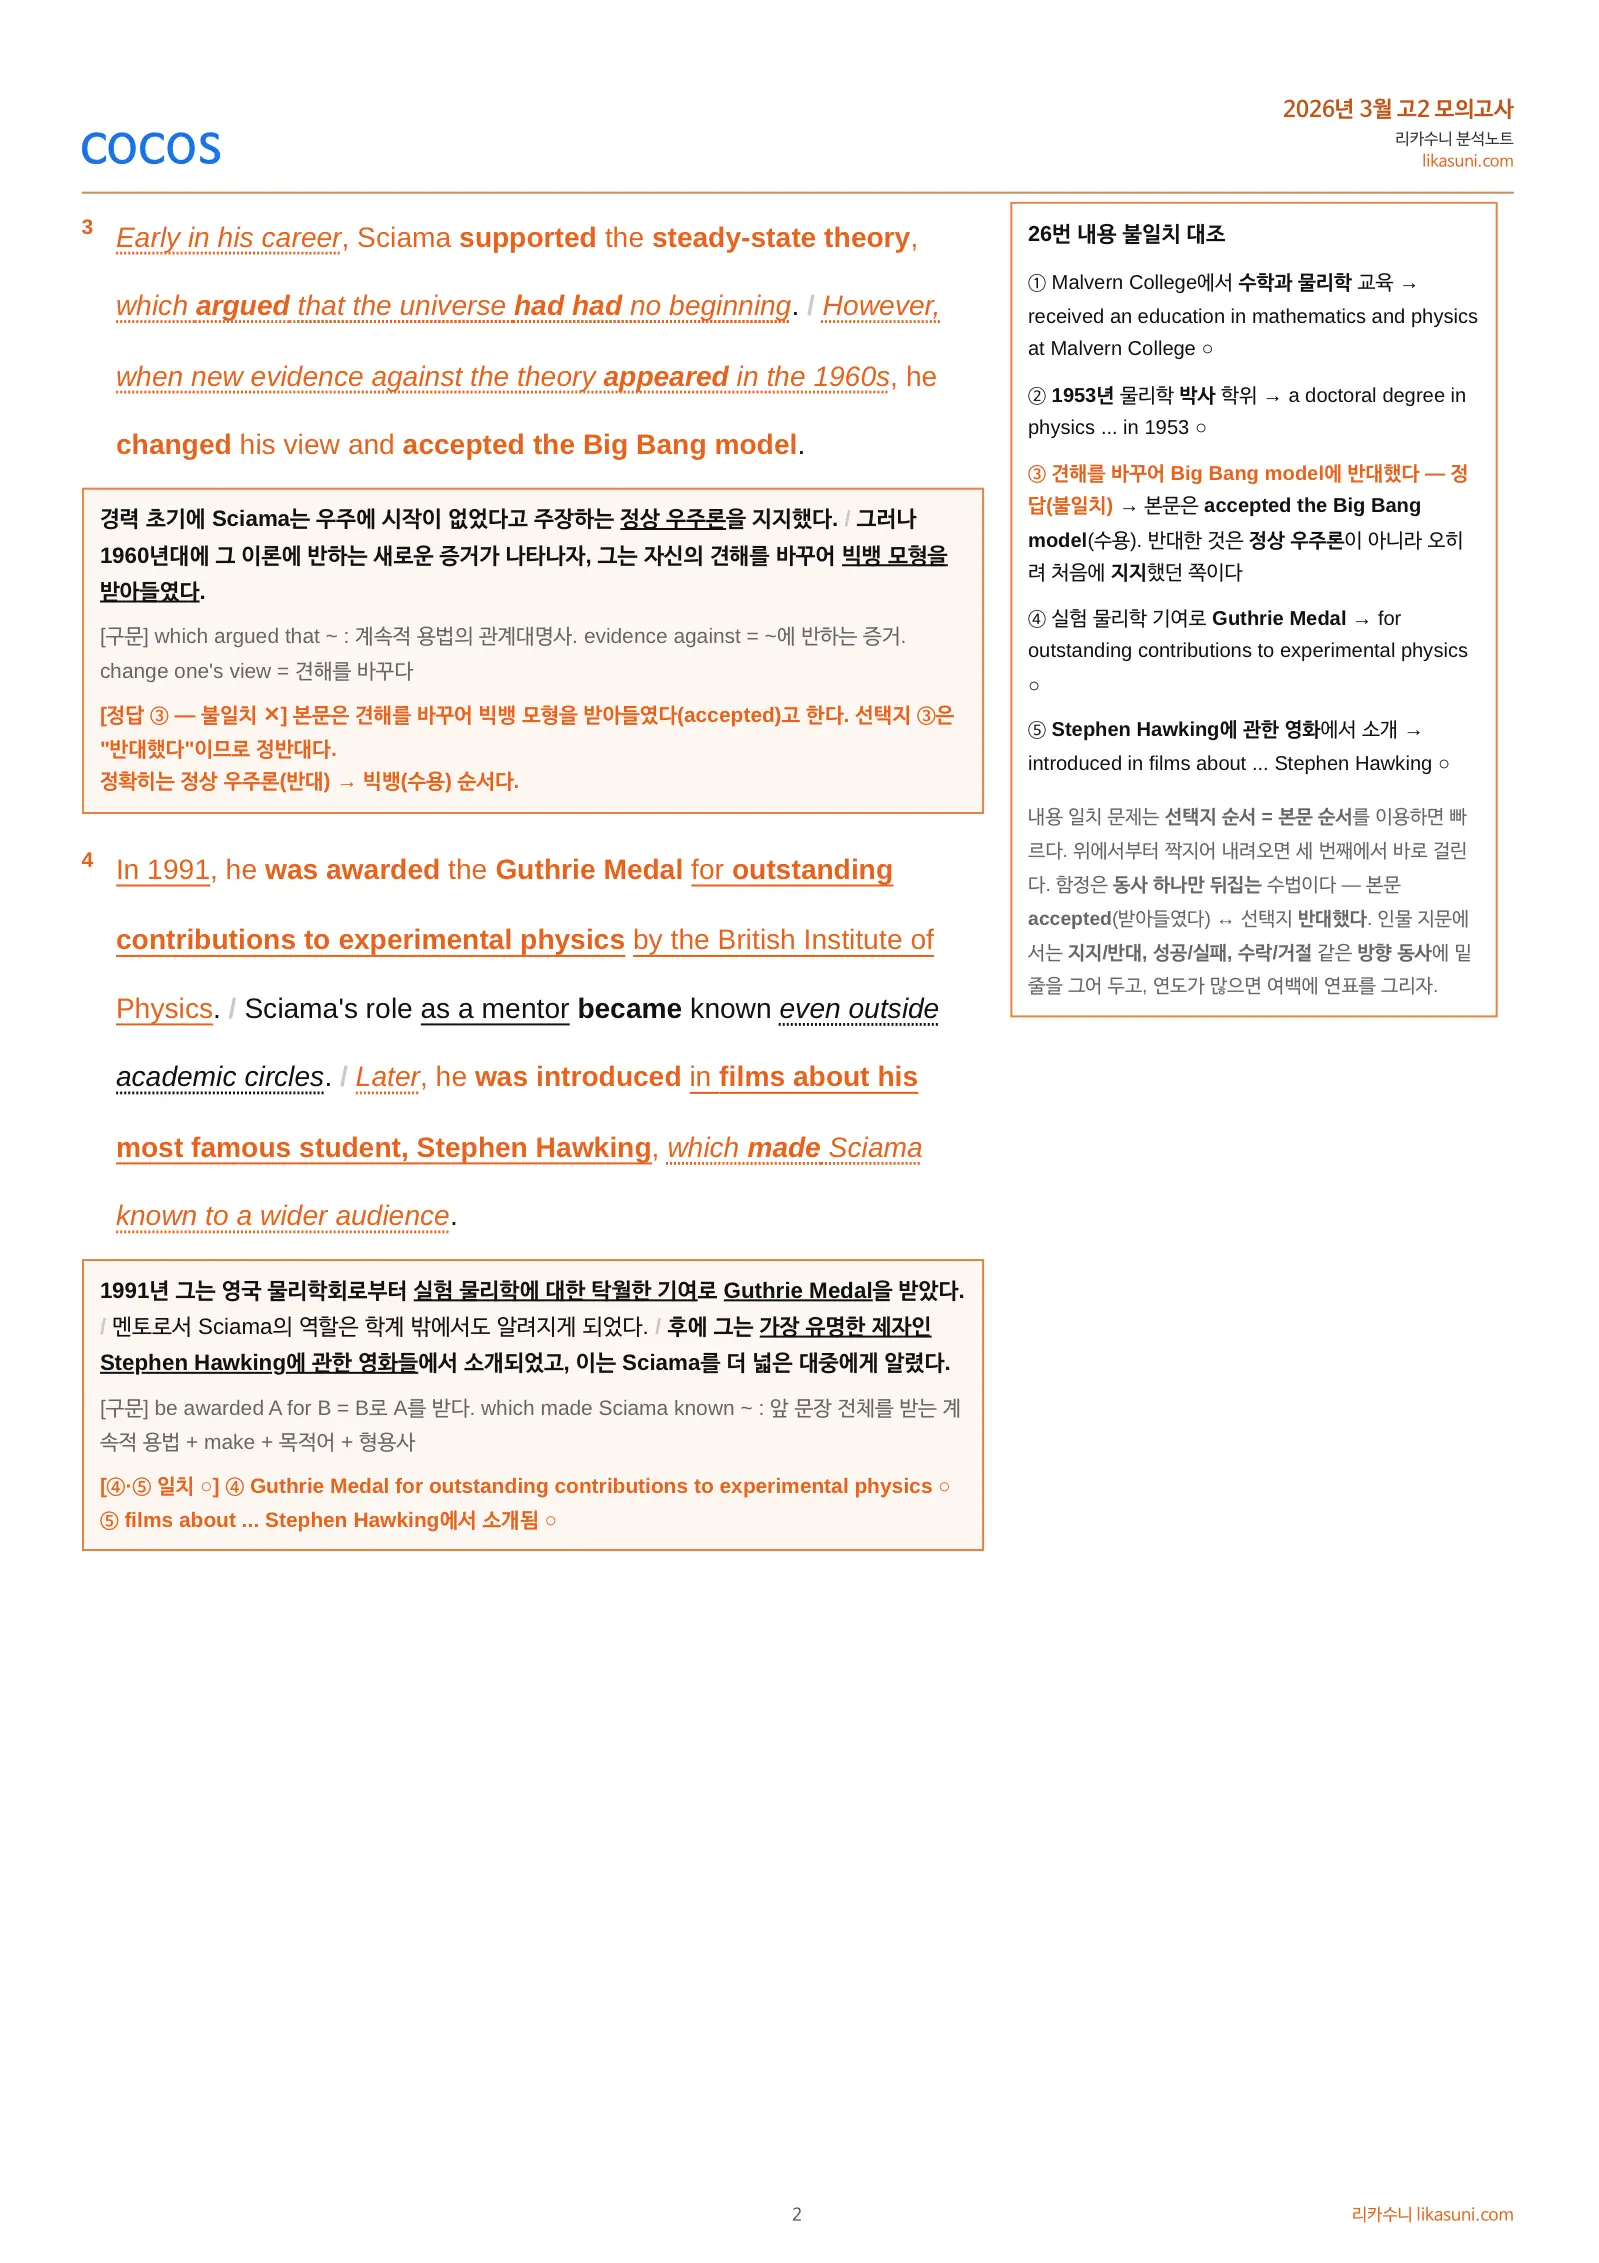 cocos
2026년 3월 고2 모의고사
리카수니 분석노트
likasuni.com
3
Early in his career, Sciama supported the steady-state theory,
which argued that the universe had had no beginning. / However,
when new evidence against the theory appeared in the 1960s, he
changed his view and accepted the Big Bang model.
경력 초기에 Sciama는 우주에 시작이 없었다고 주장하는 정상 우주론을 지지했다. / 그러나
1960년대에 그 이론에 반하는 새로운 증거가 나타나자, 그는 자신의 견해를 바꾸어 빅뱅 모형을
받아들였다.
[구문] which argued that ~ : 계속적 용법의 관계대명사. evidence against = ~에 반하는 증거.
change one's view = 견해를 바꾸다
[정답 ③ — 불일치 ✕] 본문은 견해를 바꾸어 빅뱅 모형을 받아들였다(accepted)고 한다. 선택지 ③은
"반대했다"이므로 정반대다.
정확히는 정상 우주론(반대) → 빅뱅(수용) 순서다.
4
In 1991, he was awarded the Guthrie Medal for outstanding
contributions to experimental physics by the British Institute of
Physics. / Sciama's role as a mentor became known even outside
academic circles. / Later, he was introduced in films about his
most famous student, Stephen Hawking, which made Sciama
known to a wider audience.
1991년 그는 영국 물리학회로부터 실험 물리학에 대한 탁월한 기여로 Guthrie Medal을 받았다.
/ 멘토로서 Sciama의 역할은 학계 밖에서도 알려지게 되었다. / 후에 그는 가장 유명한 제자인
Stephen Hawking에 관한 영화들에서 소개되었고, 이는 Sciama를 더 넓은 대중에게 알렸다.
[구문] be awarded A for B = B로 A를 받다. which made Sciama known ~ : 앞 문장 전체를 받는 계
속적 용법 + make + 목적어 + 형용사
[④·⑤ 일치 ○] ④ Guthrie Medal for outstanding contributions to experimental physics ○
⑤ films about ... Stephen Hawking에서 소개됨 ○
26번 내용 불일치 대조
① Malvern College에서 수학과 물리학 교육 →
received an education in mathematics and physics
at Malvern College ○
② 1953년 물리학 박사 학위 → a doctoral degree in
physics ... in 1953 ○
③ 견해를 바꾸어 Big Bang model에 반대했다 — 정
답(불일치) → 본문은 accepted the Big Bang
model(수용). 반대한 것은 정상 우주론이 아니라 오히
려 처음에 지지했던 쪽이다
④ 실험 물리학 기여로 Guthrie Medal → for
outstanding contributions to experimental physics
○
⑤ Stephen Hawking에 관한 영화에서 소개 →
introduced in films about ... Stephen Hawking ○
내용 일치 문제는 선택지 순서 = 본문 순서를 이용하면 빠
르다. 위에서부터 짝지어 내려오면 세 번째에서 바로 걸린
다. 함정은 동사 하나만 뒤집는 수법이다 — 본문
accepted(받아들였다) ↔ 선택지 반대했다. 인물 지문에
서는 지지/반대, 성공/실패, 수락/거절 같은 방향 동사에 밑
줄을 그어 두고, 연도가 많으면 여백에 연표를 그리자.
2
리카수니 likasuni.com